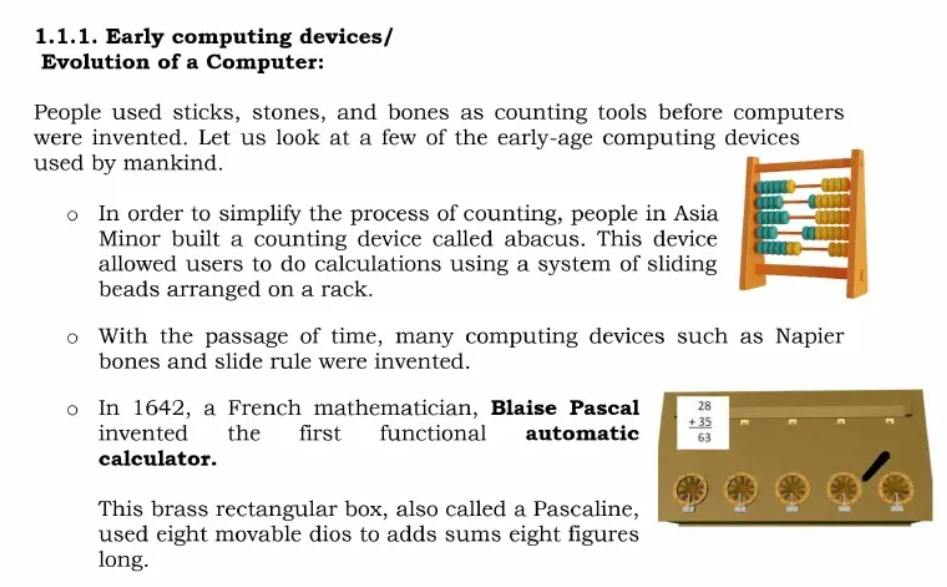 1.1.1. Early computing devices/
Evolution of a Computer:
People used sticks, stones, and bones as counting tools before computers
were invented. Let us look at a few of the early-age computing devices
used by mankind.
o In order to simplify the process of counting, people in Asia
Minor built a counting device called abacus. This device
allowed users to do calculations using a system of sliding
beads arranged on a rack.
o With the passage of time, many computing devices such as Napier
bones and slide rule were invented.
o In 1642, a French mathematician, Blaise Pascal
invented the first functional automatic
calculator.
This brass rectangular box, also called a Pascaline,
used eight movable dios to adds sums eight figures
long.
28
+ 35
63